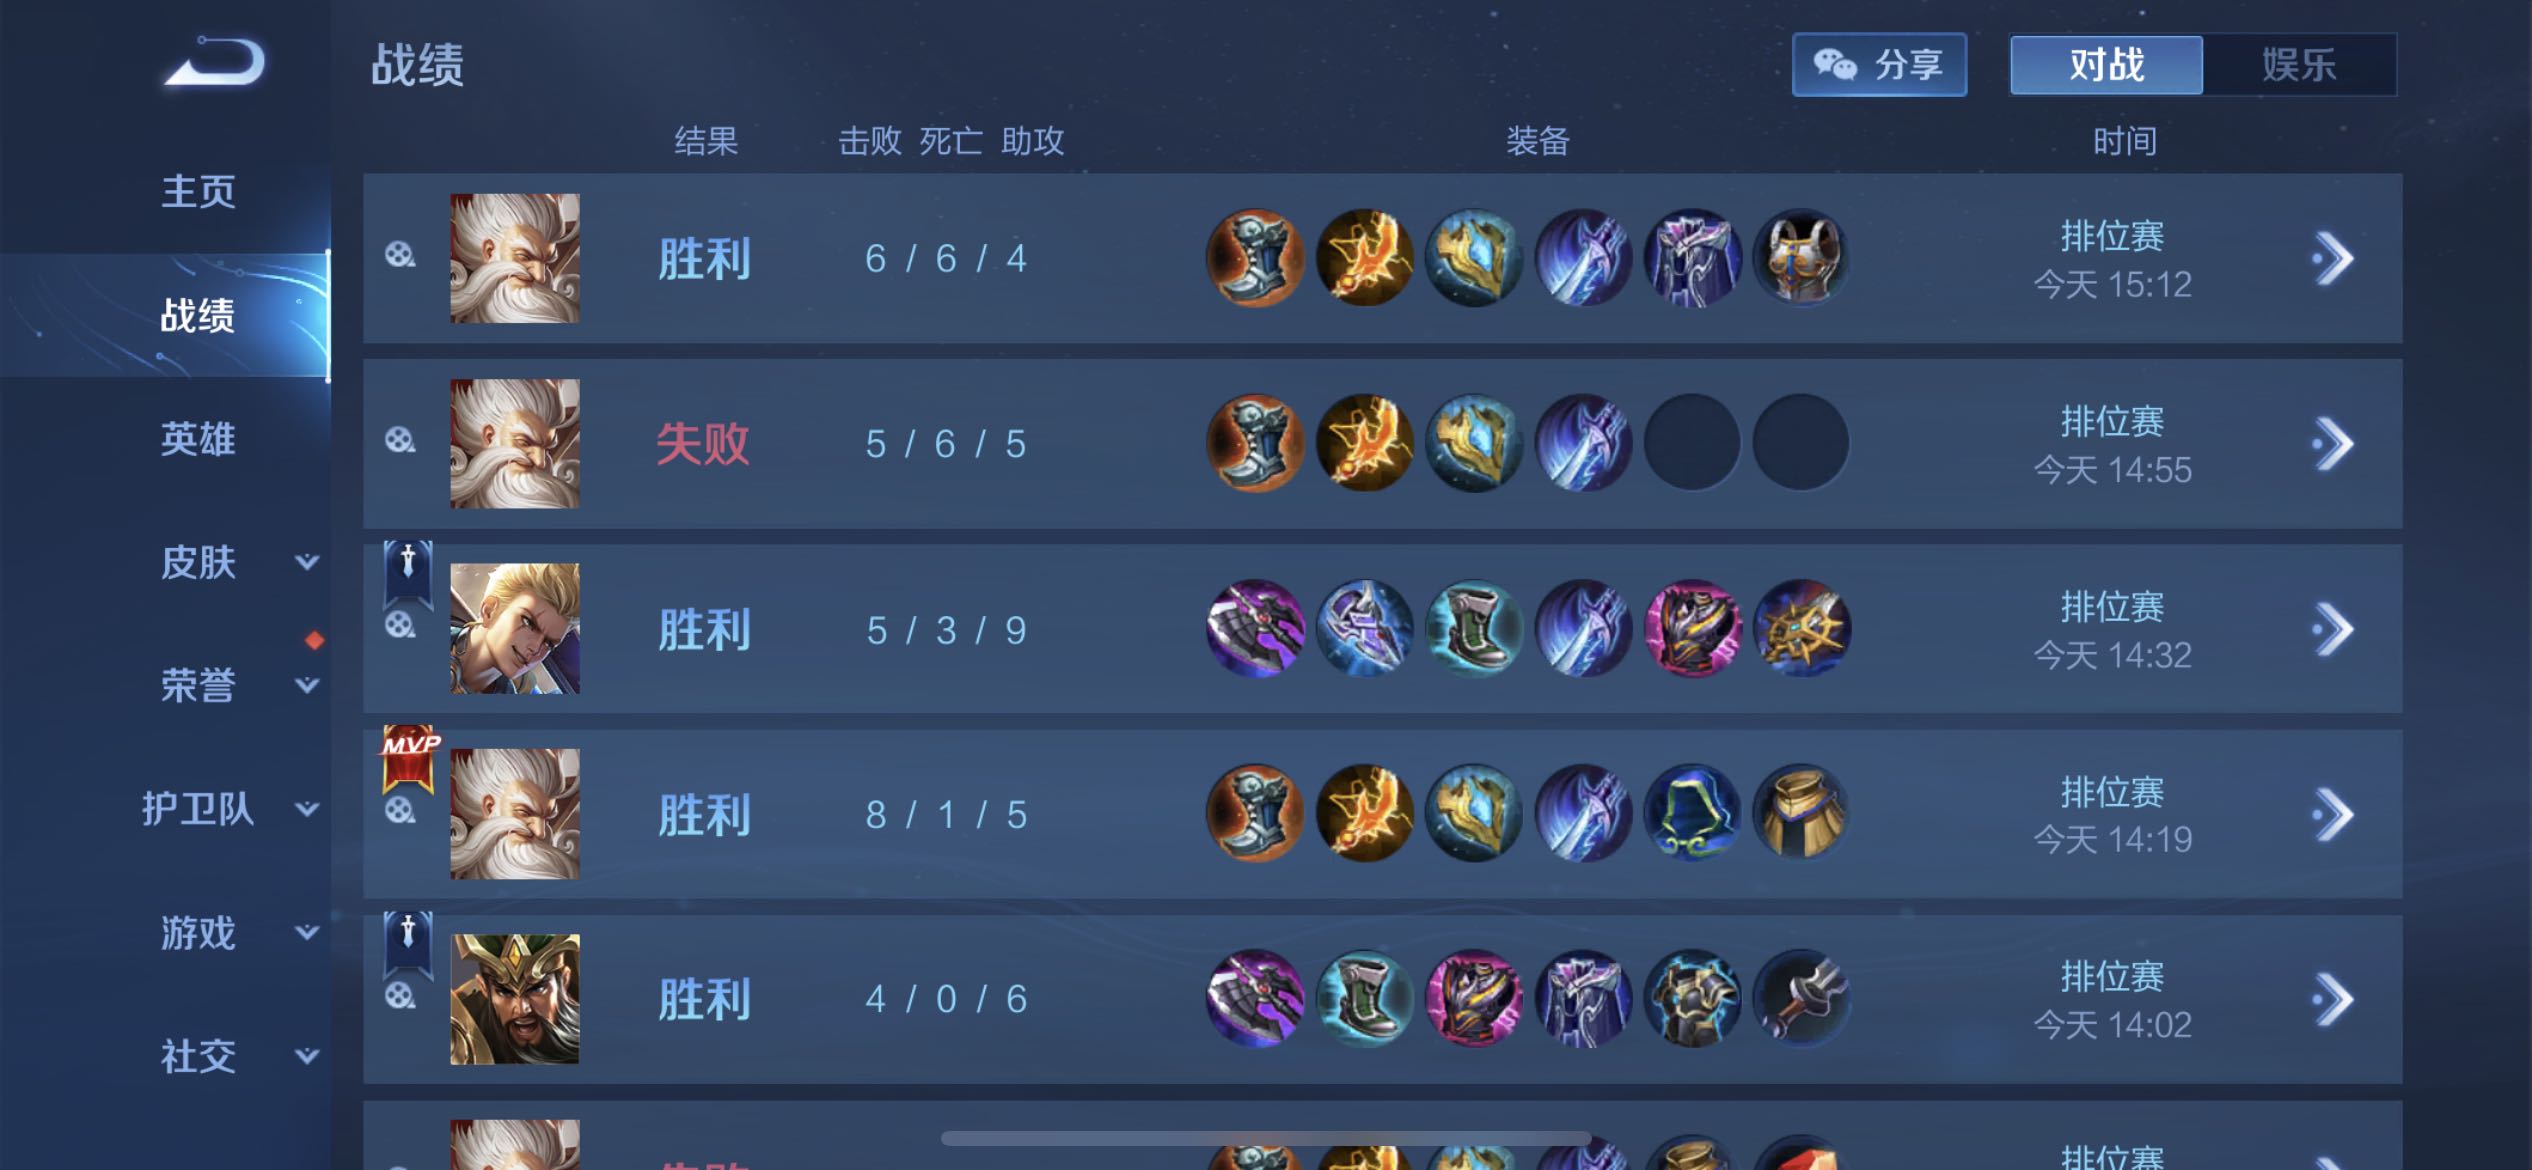 战绩
分享
对战
娱乐
结果
击败 死亡 助攻
装备
时间
主页
战绩
英雄
皮肤
荣誉
护卫队
游戏
社交
胜利
6 / 6 / 4
排位赛
今天 15:12
失败
5 / 6 / 5
排位赛
今天 14:55
胜利
5 / 3 / 9
排位赛
今天 14:32
MVP
胜利
8 / 1 / 5
排位赛
今天 14:19
胜利
4 / 0 / 6
排位赛
今天 14:02
失败
排位赛